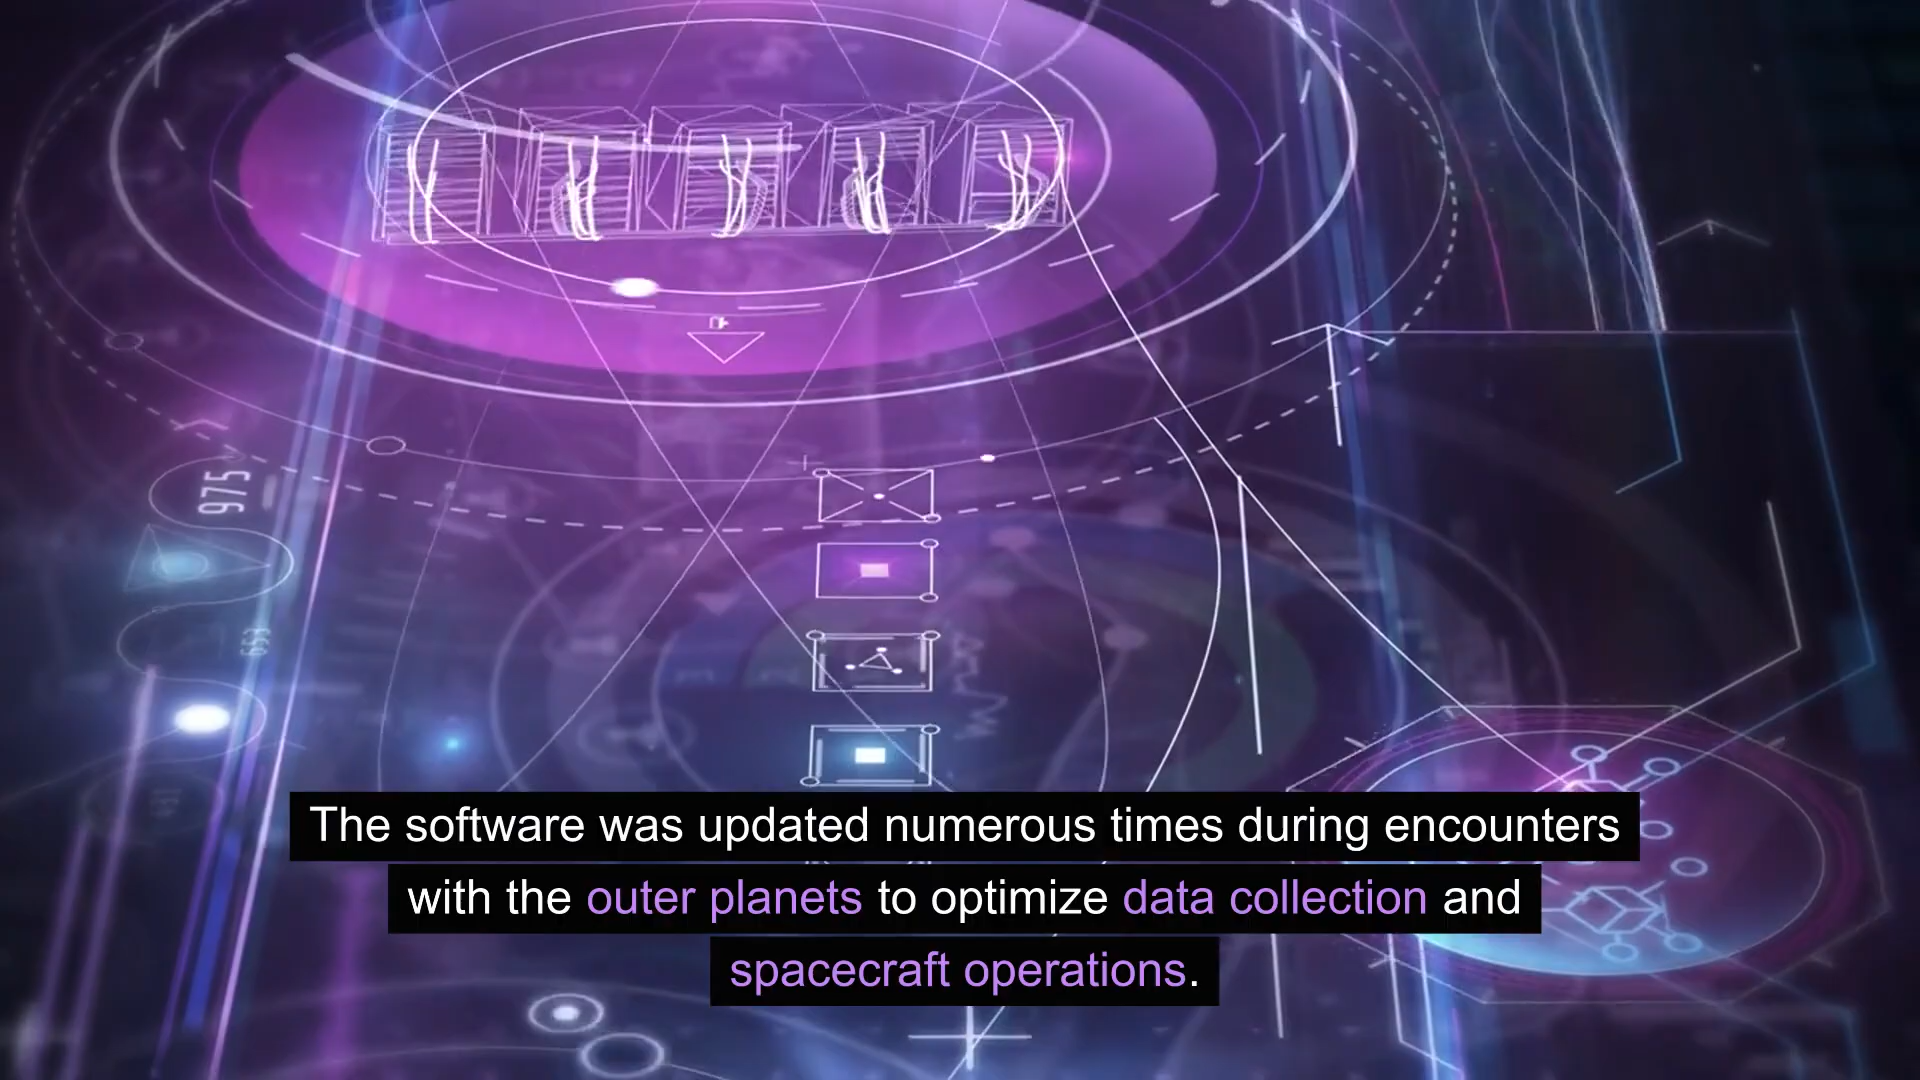 975
659
The software was updated numerous times during encounters
with the outer planets to optimize data collection and
spacecraft operations.